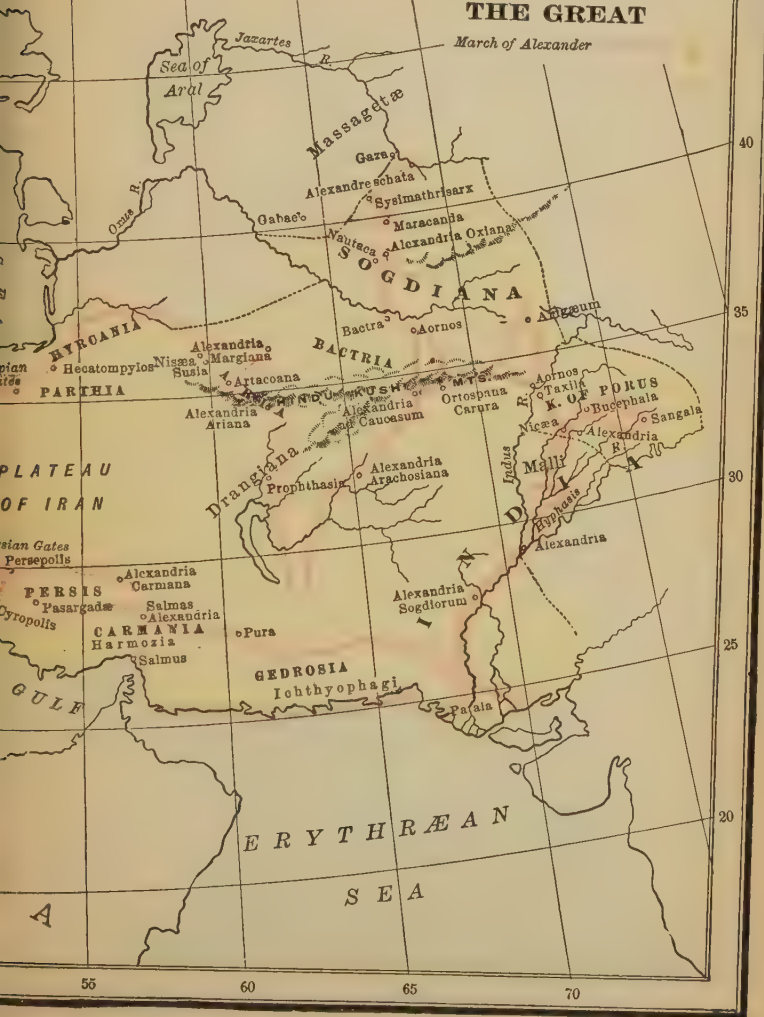 THE GREAT
March of Alexander
Jaxartes R.
Sea of
Aral
Massagetæ
40
Gaza
Alexandreschata
Sysimathrisarx
Oxus R.
Gabae
Maracanda
Nautaca
Alexandria Oxiana
SOGDIANA
35
Bactra
Aornos
HYRCANIA
BACTRIA
Alexandria
Margiana
Hecatompylos
Nisæa
Susia
Artacoana
PARTHIA
HINDU KUSH MTS.
Aornos
Taxila
K. OF PORUS
Alexandria
Ariana
Alexandria
ad Caucasum
Ortospana
Carura
Bucephala
Nicæa
Sangala
Alexandria
R.
Indus R.
Malli
PLATEAU
OF IRAN
Drangiana
Prophthasia
Alexandria
Arachosiana
30
INDIA
Hyphasis
sian Gates
Persepolis
Alexandria
Alexandria
Carmana
PERSIS
Pasargadæ
Salmas
Alexandria
Alexandria
Sogdiorum
Cyropolis
CARMANIA
Harmozia
Pura
25
Salmus
GEDROSIA
Ichthyophagi
GULF
Patala
20
ERYTHRÆAN
SEA
A
55
60
65
70